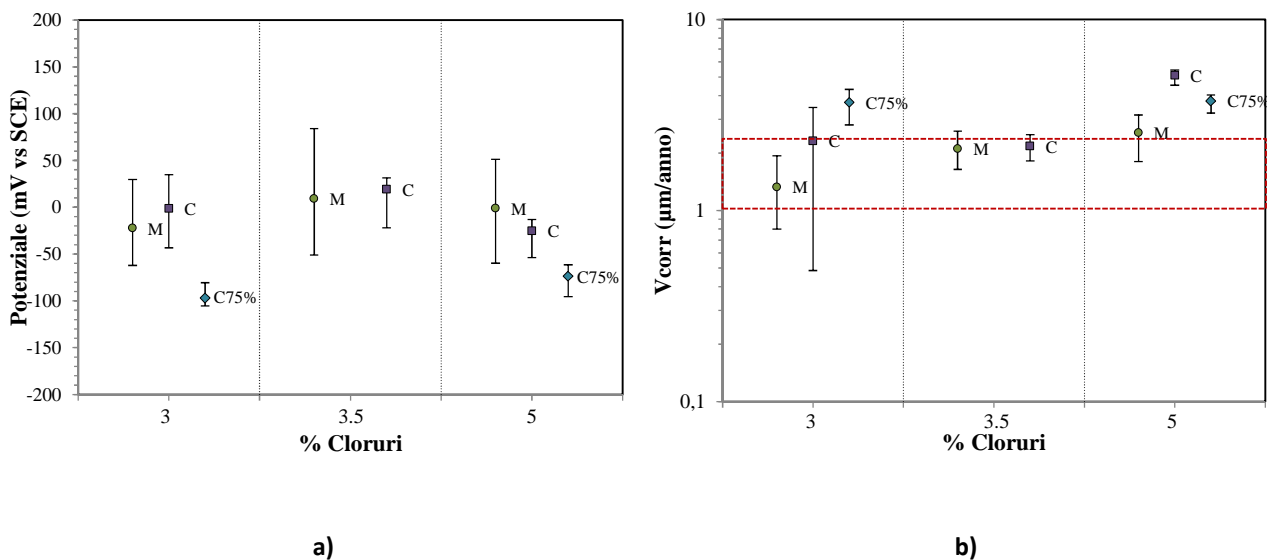 200
150
100
50
0
-50
-100
-150
-200
Potenziale (mV vs SCE)
M
C
C75%
M
C
M
C
C75%
3
3.5
5
% Cloruri
a)
10
1
0,1
Vcorr (µm/anno)
M
C
C75%
M
C
M
C
C75%
3
3.5
5
% Cloruri
b)